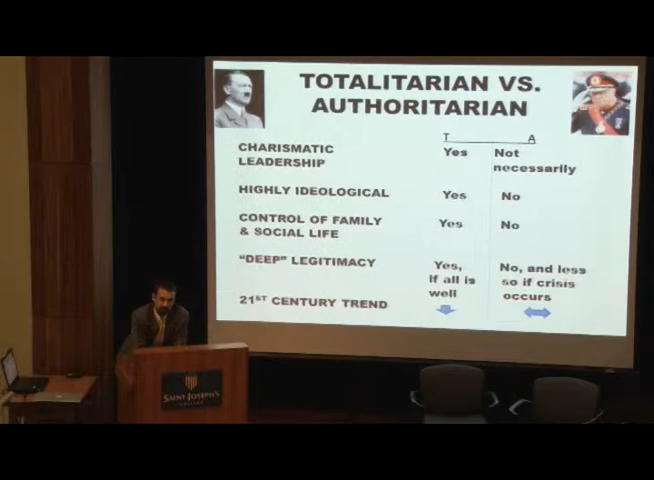 TOTALITARIAN VS.
AUTHORITARIAN
T A
CHARISMATIC
LEADERSHIP
Yes
Not
necessarily
HIGHLY IDEOLOGICAL
Yes
No
CONTROL OF FAMILY
& SOCIAL LIFE
Yes
No
"DEEP" LEGITIMACY
Yes,
If all is
well
No, and less
so if crisis
occurs
21ST CENTURY TREND
SAINT JOSEPH'S
COLLEGE